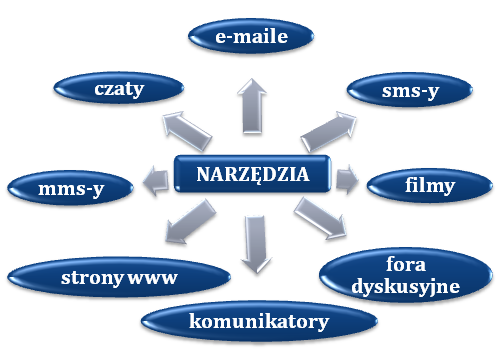 e-maile
czaty
sms-y
NARZĘDZIA
mms-y
filmy
strony www
fora
dyskusyjne
komunikatory